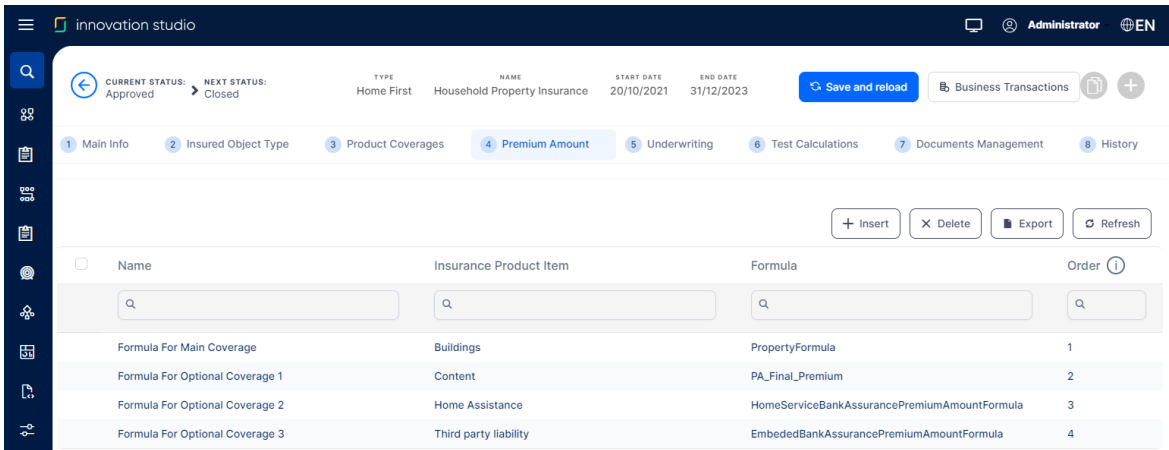 innovation studio Administrator EN
CURRENT STATUS: NEXT STATUS: TYPE NAME START DATE END DATE
Approved Closed Home First Household Property Insurance 20/10/2021 31/12/2023 Save and reload Business Transactions
1 Main Info 2 Insured Object Type 3 Product Coverages 4 Premium Amount 5 Underwriting 6 Test Calculations 7 Documents Management 8 History
Insert Delete Export Refresh
Name Insurance Product Item Formula Order
Formula For Main Coverage Buildings PropertyFormula 1
Formula For Optional Coverage 1 Content PA_Final_Premium 2
Formula For Optional Coverage 2 Home Assistance HomeServiceBankAssurancePremiumAmountFormula 3
Formula For Optional Coverage 3 Third party liability EmbededBankAssurancePremiumAmountFormula 4